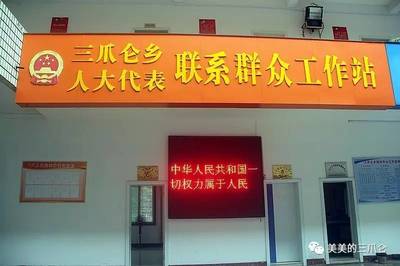 三爪仑乡
人大代表
联系群众工作站
中华人民共和国一
切权力属于人民
美美的三爪仑